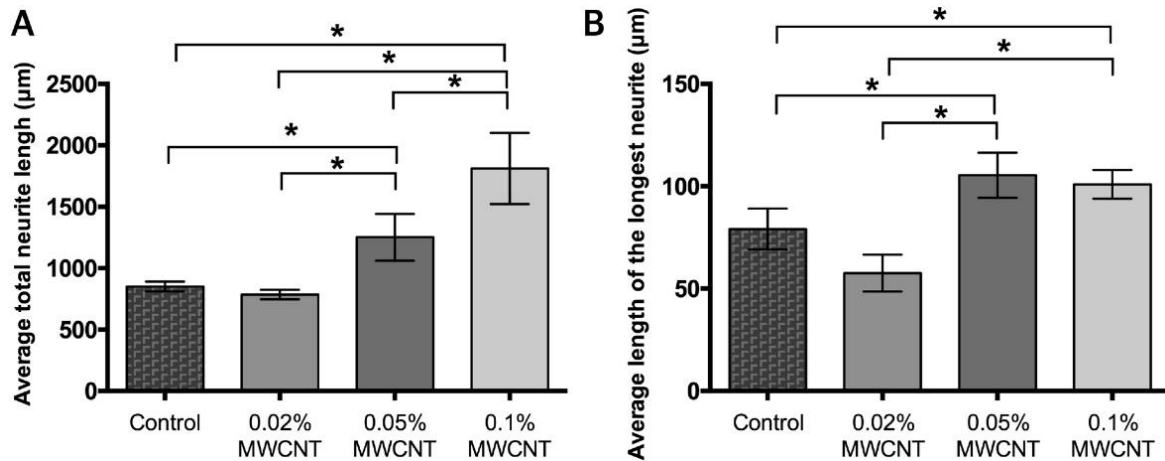 A
Average total neurite lengh (μm)
2500
2000
1500
1000
500
0
*
*
*
*
*
Control
0.02%
MWCNT
0.05%
MWCNT
0.1%
MWCNT
B
Average length of the longest neurite (μm)
150
100
50
0
*
*
*
*
Control
0.02%
MWCNT
0.05%
MWCNT
0.1%
MWCNT